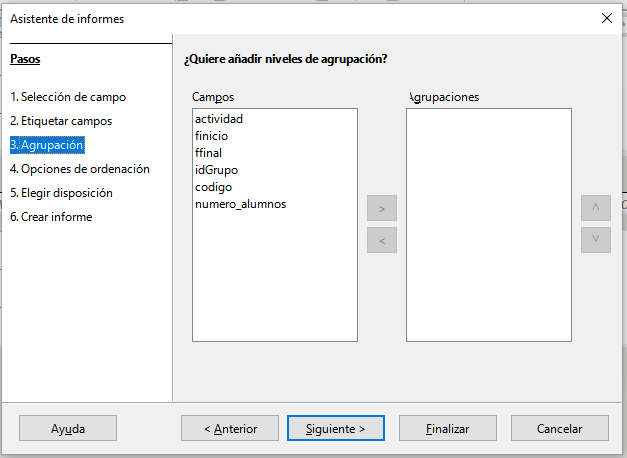 Asistente de informes
Pasos
1. Selección de campo
2. Etiquetar campos
3. Agrupación
4. Opciones de ordenación
5. Elegir disposición
6. Crear informe
¿Quiere añadir niveles de agrupación?
Campos
actividad
finicio
ffinal
idGrupo
codigo
numero_alumnos
>
<
Agrupaciones
Ayuda
< Anterior
Siguiente >
Finalizar
Cancelar